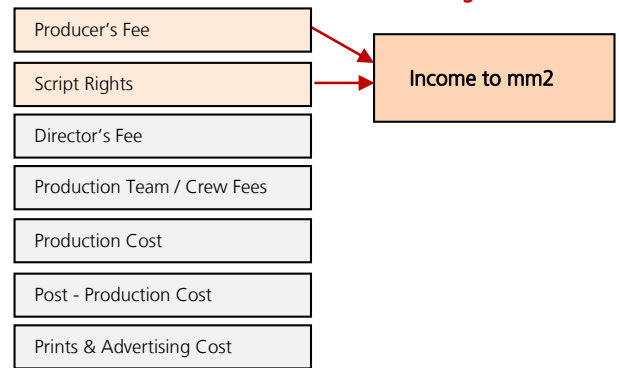 Producer's Fee
Script Rights
Income to mm2
Director's Fee
Production Team / Crew Fees
Production Cost
Post - Production Cost
Prints & Advertising Cost